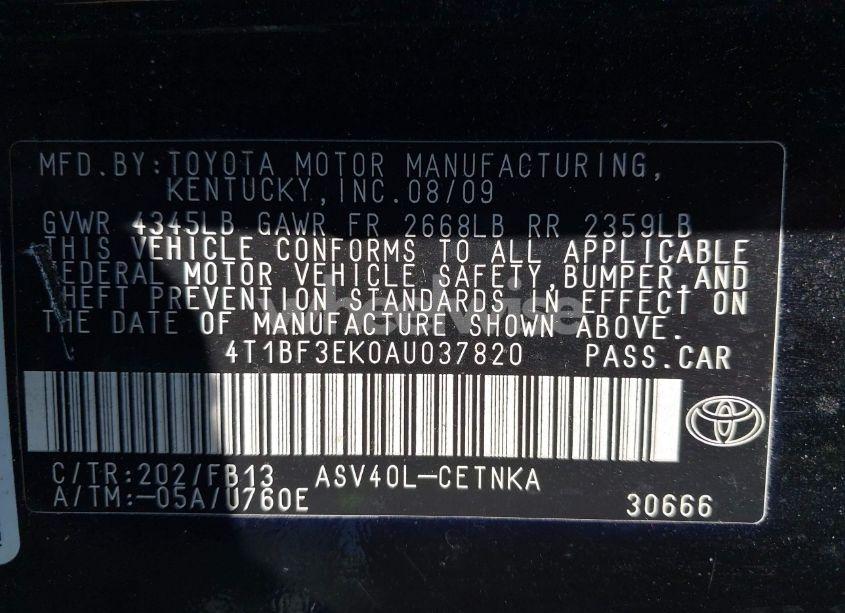 MFD.BY:TOYOTA MOTOR MANUFACTURING,
KENTUCKY,INC.08/09
GVWR 4345LB GAWR FR 2668LB RR 2359LB
THIS VEHICLE CONFORMS TO ALL APPLICABLE
FEDERAL MOTOR VEHICLE SAFETY,BUMPER,AND
THEFT PREVENTION STANDARDS IN EFFECT ON
THE DATE OF MANUFACTURE SHOWN ABOVE.
4T1BF3EK0AU037820 PASS.CAR
C/TR:202/FB13 ASV40L-CETNKA
A/TM:-05A/U760E 30666